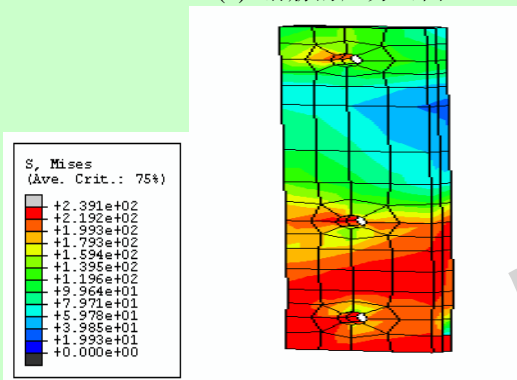 S, Mises
(Ave. Crit.: 75%)
+2.391e+02
+2.192e+02
+1.993e+02
+1.793e+02
+1.594e+02
+1.395e+02
+1.196e+02
+9.964e+01
+7.971e+01
+5.978e+01
+3.985e+01
+1.993e+01
+0.000e+00